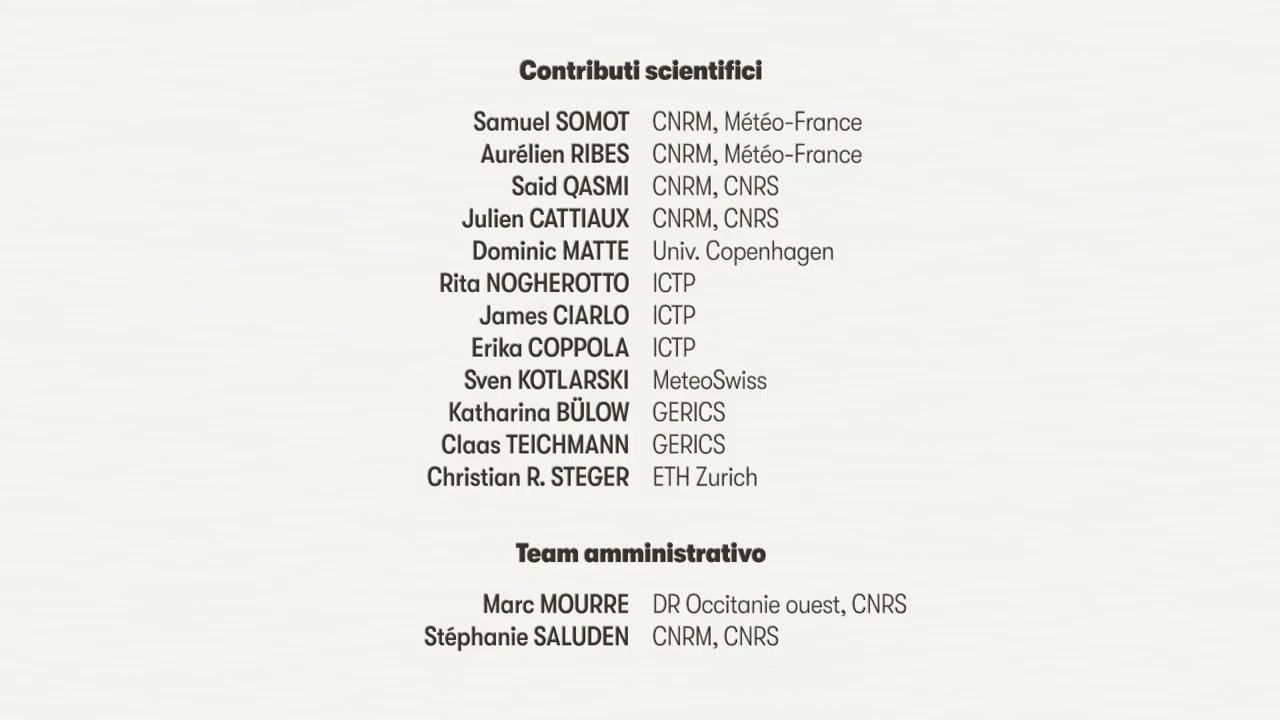 Contributi scientifici
Samuel SOMOT CNRM, Météo-France
Aurélien RIBES CNRM, Météo-France
Said QASMI CNRM, CNRS
Julien CATTIAUX CNRM, CNRS
Dominic MATTE Univ. Copenhagen
Rita NOGHEROTTO ICTP
James CIARLO ICTP
Erika COPPOLA ICTP
Sven KOTLARSKI MeteoSwiss
Katharina BÜLOW GERICS
Claas TEICHMANN GERICS
Christian R. STEGER ETH Zurich
Team amministrativo
Marc MOURRE DR Occitanie ouest, CNRS
Stéphanie SALUDEN CNRM, CNRS